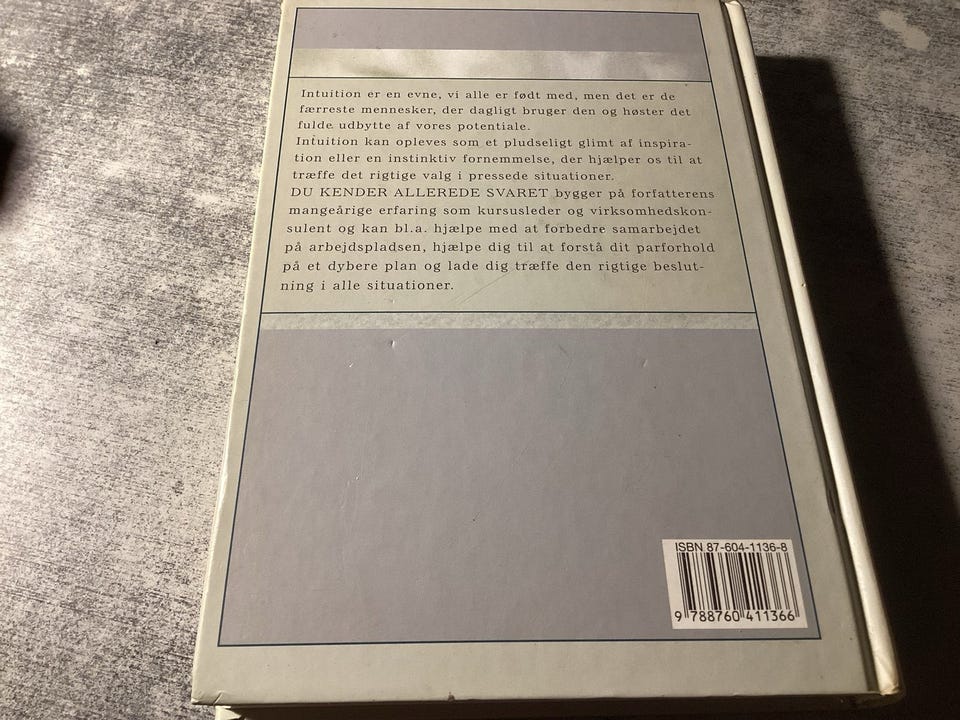 Intuition er en evne, vi alle er født med, men det er de
færreste mennesker, der dagligt bruger den og høster det
fulde udbytte af vores potentiale.
Intuition kan opleves som et pludseligt glimt af inspira-
tion eller en instinktiv fornemmelse, der hjælper os til at
træffe det rigtige valg i pressede situationer.
DU KENDER ALLEREDE SVARET bygger på forfatterens
mangeårige erfaring som kursusleder og virksomhedskon-
sulent og kan bl.a. hjælpe med at forbedre samarbejdet
på arbejdspladsen, hjælpe dig til at forstå dit parforhold
på et dybere plan og lade dig træffe den rigtige beslut-
ning i alle situationer.
ISBN 87-604-1136-8
9 788760 411366